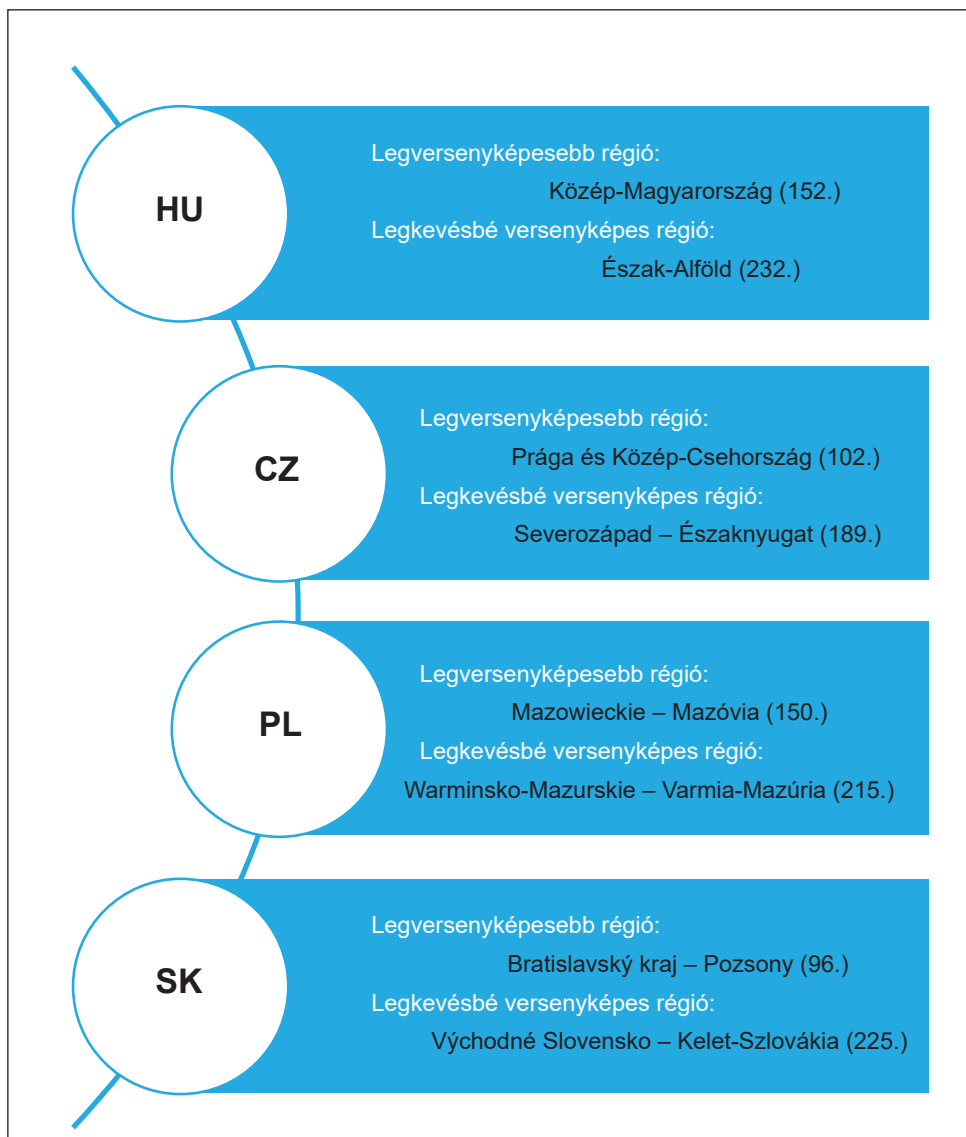 HU
Legversenyképesebb régió:
Közép-Magyarország (152.)
Legkevésbé versenyképes régió:
Észak-Alföld (232.)
CZ
Legversenyképesebb régió:
Prága és Közép-Csehország (102.)
Legkevésbé versenyképes régió:
Severozápad – Északnyugat (189.)
PL
Legversenyképesebb régió:
Mazowieckie – Mazóvia (150.)
Legkevésbé versenyképes régió:
Warminsko-Mazurskie – Varmia-Mazúria (215.)
SK
Legversenyképesebb régió:
Bratislavský kraj – Pozsony (96.)
Legkevésbé versenyképes régió:
Východné Slovensko – Kelet-Szlovákia (225.)